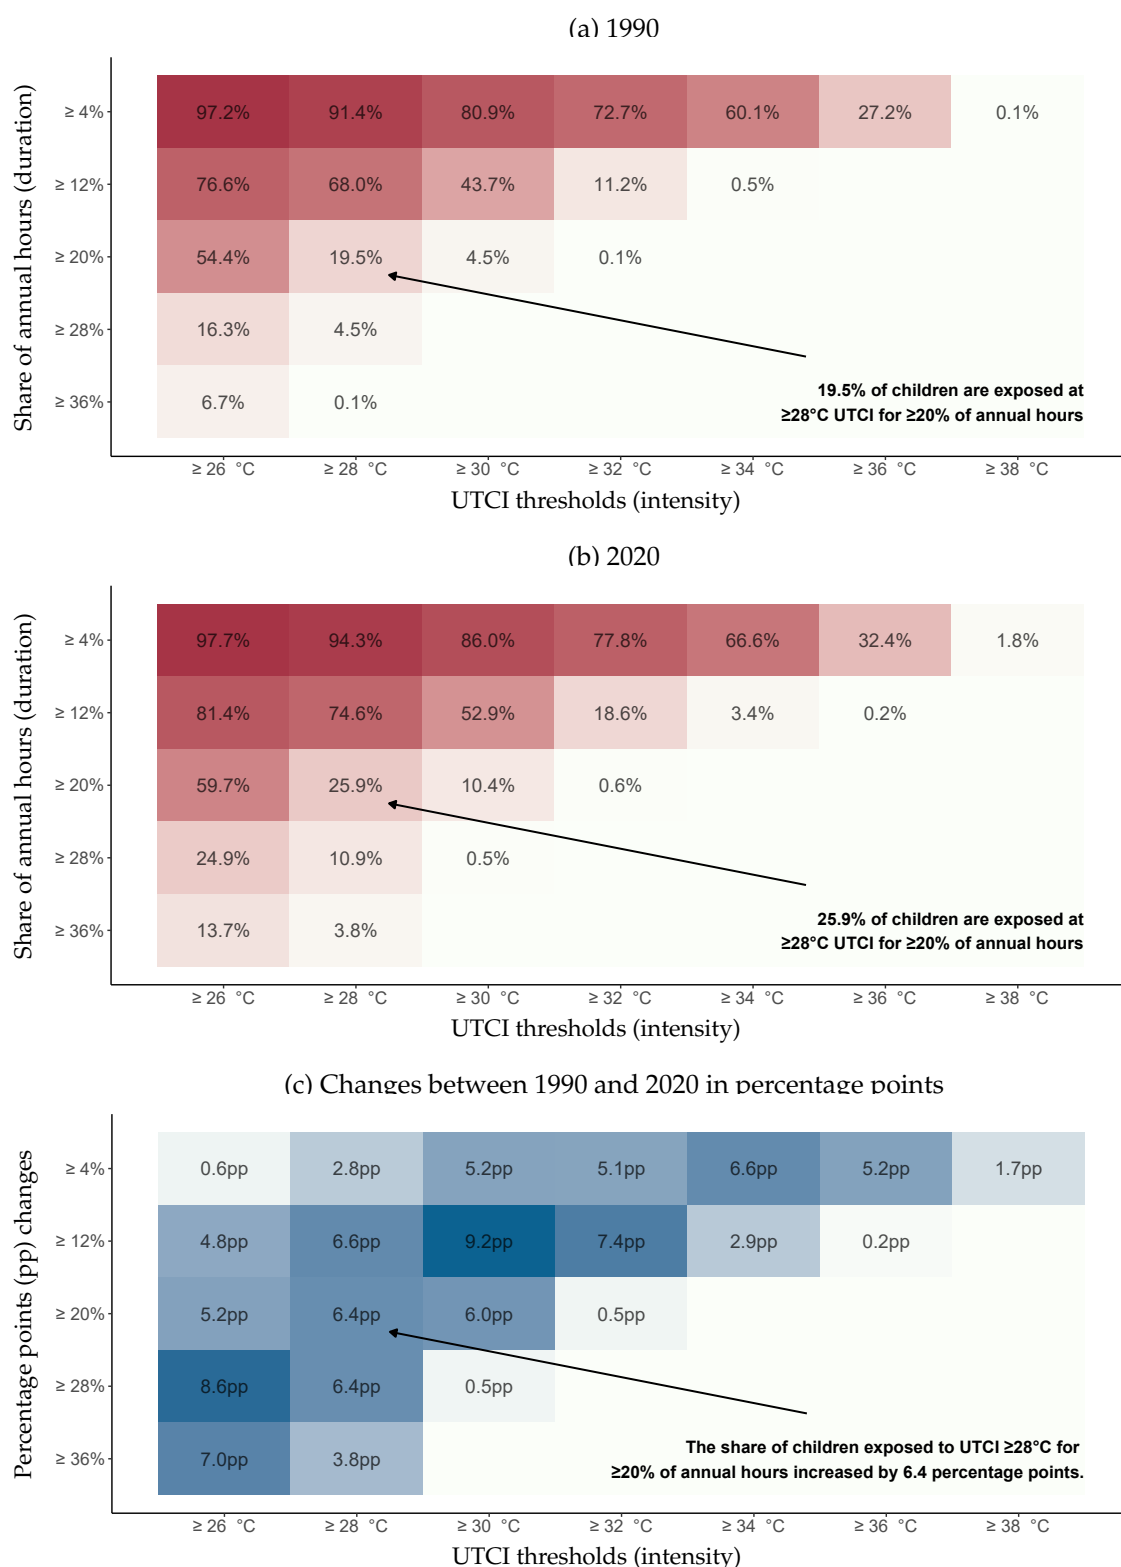 (a) 1990
Share of annual hours (duration)
≥ 4% 97.2% 91.4% 80.9% 72.7% 60.1% 27.2% 0.1%
≥ 12% 76.6% 68.0% 43.7% 11.2% 0.5%
≥ 20% 54.4% 19.5% 4.5% 0.1%
≥ 28% 16.3% 4.5%
≥ 36% 6.7% 0.1%
19.5% of children are exposed at
≥28°C UTCI for ≥20% of annual hours
≥ 26 °C ≥ 28 °C ≥ 30 °C ≥ 32 °C ≥ 34 °C ≥ 36 °C ≥ 38 °C
UTCI thresholds (intensity)
(b) 2020
Share of annual hours (duration)
≥ 4% 97.7% 94.3% 86.0% 77.8% 66.6% 32.4% 1.8%
≥ 12% 81.4% 74.6% 52.9% 18.6% 3.4% 0.2%
≥ 20% 59.7% 25.9% 10.4% 0.6%
≥ 28% 24.9% 10.9% 0.5%
≥ 36% 13.7% 3.8%
25.9% of children are exposed at
≥28°C UTCI for ≥20% of annual hours
≥ 26 °C ≥ 28 °C ≥ 30 °C ≥ 32 °C ≥ 34 °C ≥ 36 °C ≥ 38 °C
UTCI thresholds (intensity)
(c) Changes between 1990 and 2020 in percentage points
Percentage points (pp) changes
≥ 4% 0.6pp 2.8pp 5.2pp 5.1pp 6.6pp 5.2pp 1.7pp
≥ 12% 4.8pp 6.6pp 9.2pp 7.4pp 2.9pp 0.2pp
≥ 20% 5.2pp 6.4pp 6.0pp 0.5pp
≥ 28% 8.6pp 6.4pp 0.5pp
≥ 36% 7.0pp 3.8pp
The share of children exposed to UTCI ≥28°C for
≥20% of annual hours increased by 6.4 percentage points.
≥ 26 °C ≥ 28 °C ≥ 30 °C ≥ 32 °C ≥ 34 °C ≥ 36 °C ≥ 38 °C
UTCI thresholds (intensity)